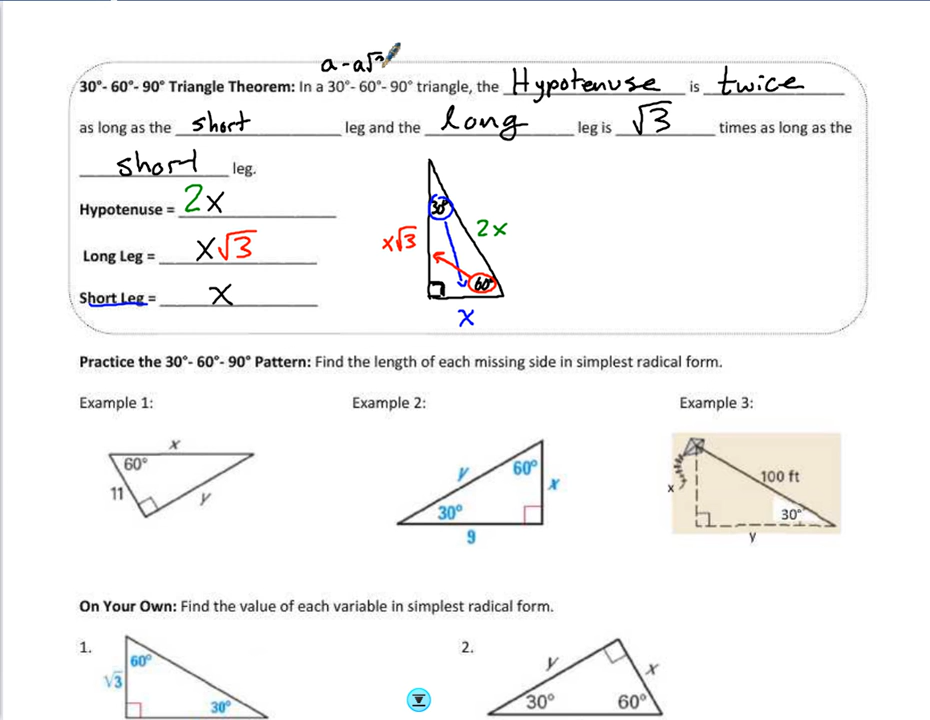 a-a√3
30°- 60°- 90° Triangle Theorem: In a 30°- 60°- 90° triangle, the Hypotenuse is twice
as long as the short leg and the long leg is √3 times as long as the
short leg.
Hypotenuse = 2x
Long Leg = x√3
Short Leg = x
30°
x√3
2x
60°
x
Practice the 30°- 60°- 90° Pattern: Find the length of each missing side in simplest radical form.
Example 1: Example 2: Example 3:
x
60°
11
y
y
60°
x
30°
9
100 ft
x
30°
y
On Your Own: Find the value of each variable in simplest radical form.
1. 2.
60°
√3
30°
y
x
30°
60°